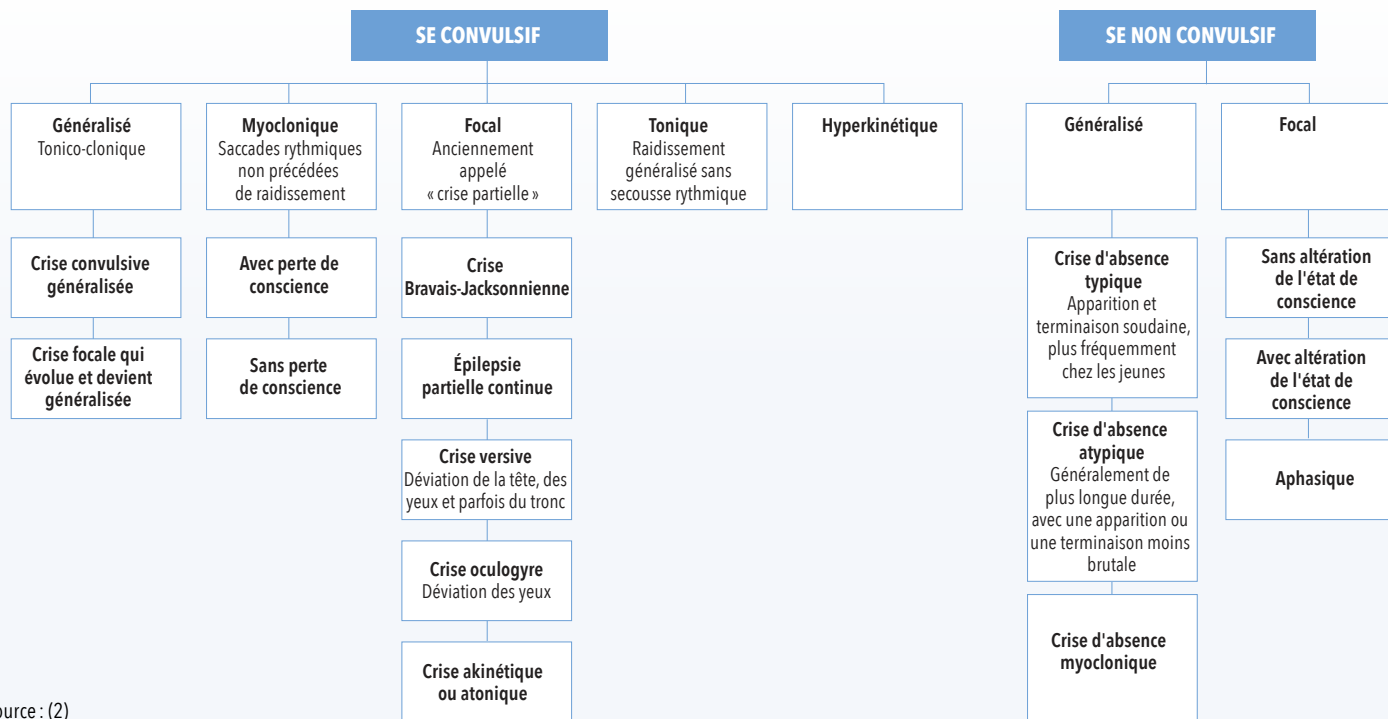 SE CONVULSIF
Généralisé
Tonico-clonique
Crise convulsive
généralisée
Crise focale qui
évolue et devient
généralisée
Myoclonique
Saccades rythmiques
non précédées
de raidissement
Avec perte de
conscience
Sans perte
de conscience
Focal
Anciennement
appelé
« crise partielle »
Crise
Bravais-Jacksonnienne
Épilepsie
partielle continue
Crise versive
Déviation de la tête, des
yeux et parfois du tronc
Crise oculogyre
Déviation des yeux
Crise akinétique
ou atonique
Tonique
Raidissement
généralisé sans
secousse rythmique
Hyperkinétique
SE NON CONVULSIF
Généralisé
Crise d'absence
typique
Apparition et
terminaison soudaine,
plus fréquemment
chez les jeunes
Crise d'absence
atypique
Généralement de
plus longue durée,
avec une apparition ou
une terminaison moins
brutale
Crise d'absence
myoclonique
Focal
Sans altération
de l'état de
conscience
Avec altération
de l'état de
conscience
Aphasique
ource : (2)